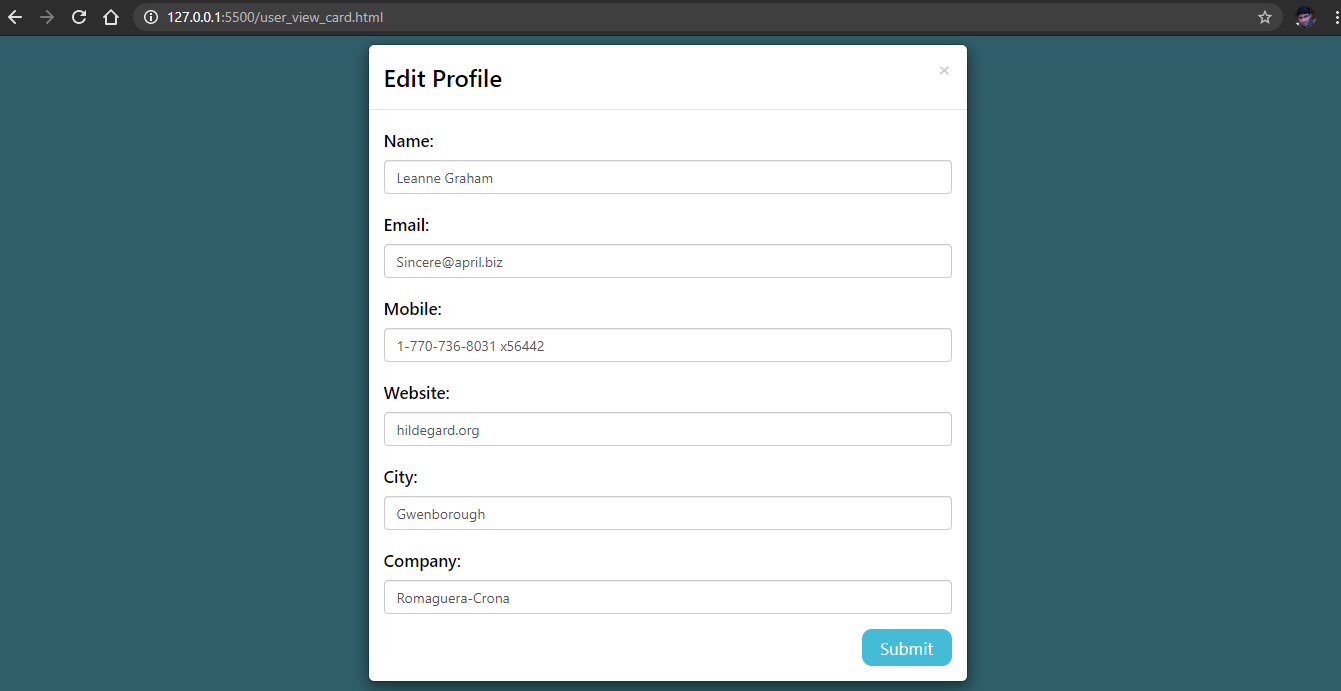 127.0.0.1:5500/user_view_card.html
Edit Profile ×
Name:
Leanne Graham
Email:
Sincere@april.biz
Mobile:
1-770-736-8031 x56442
Website:
hildegard.org
City:
Gwenborough
Company:
Romaguera-Crona
Submit